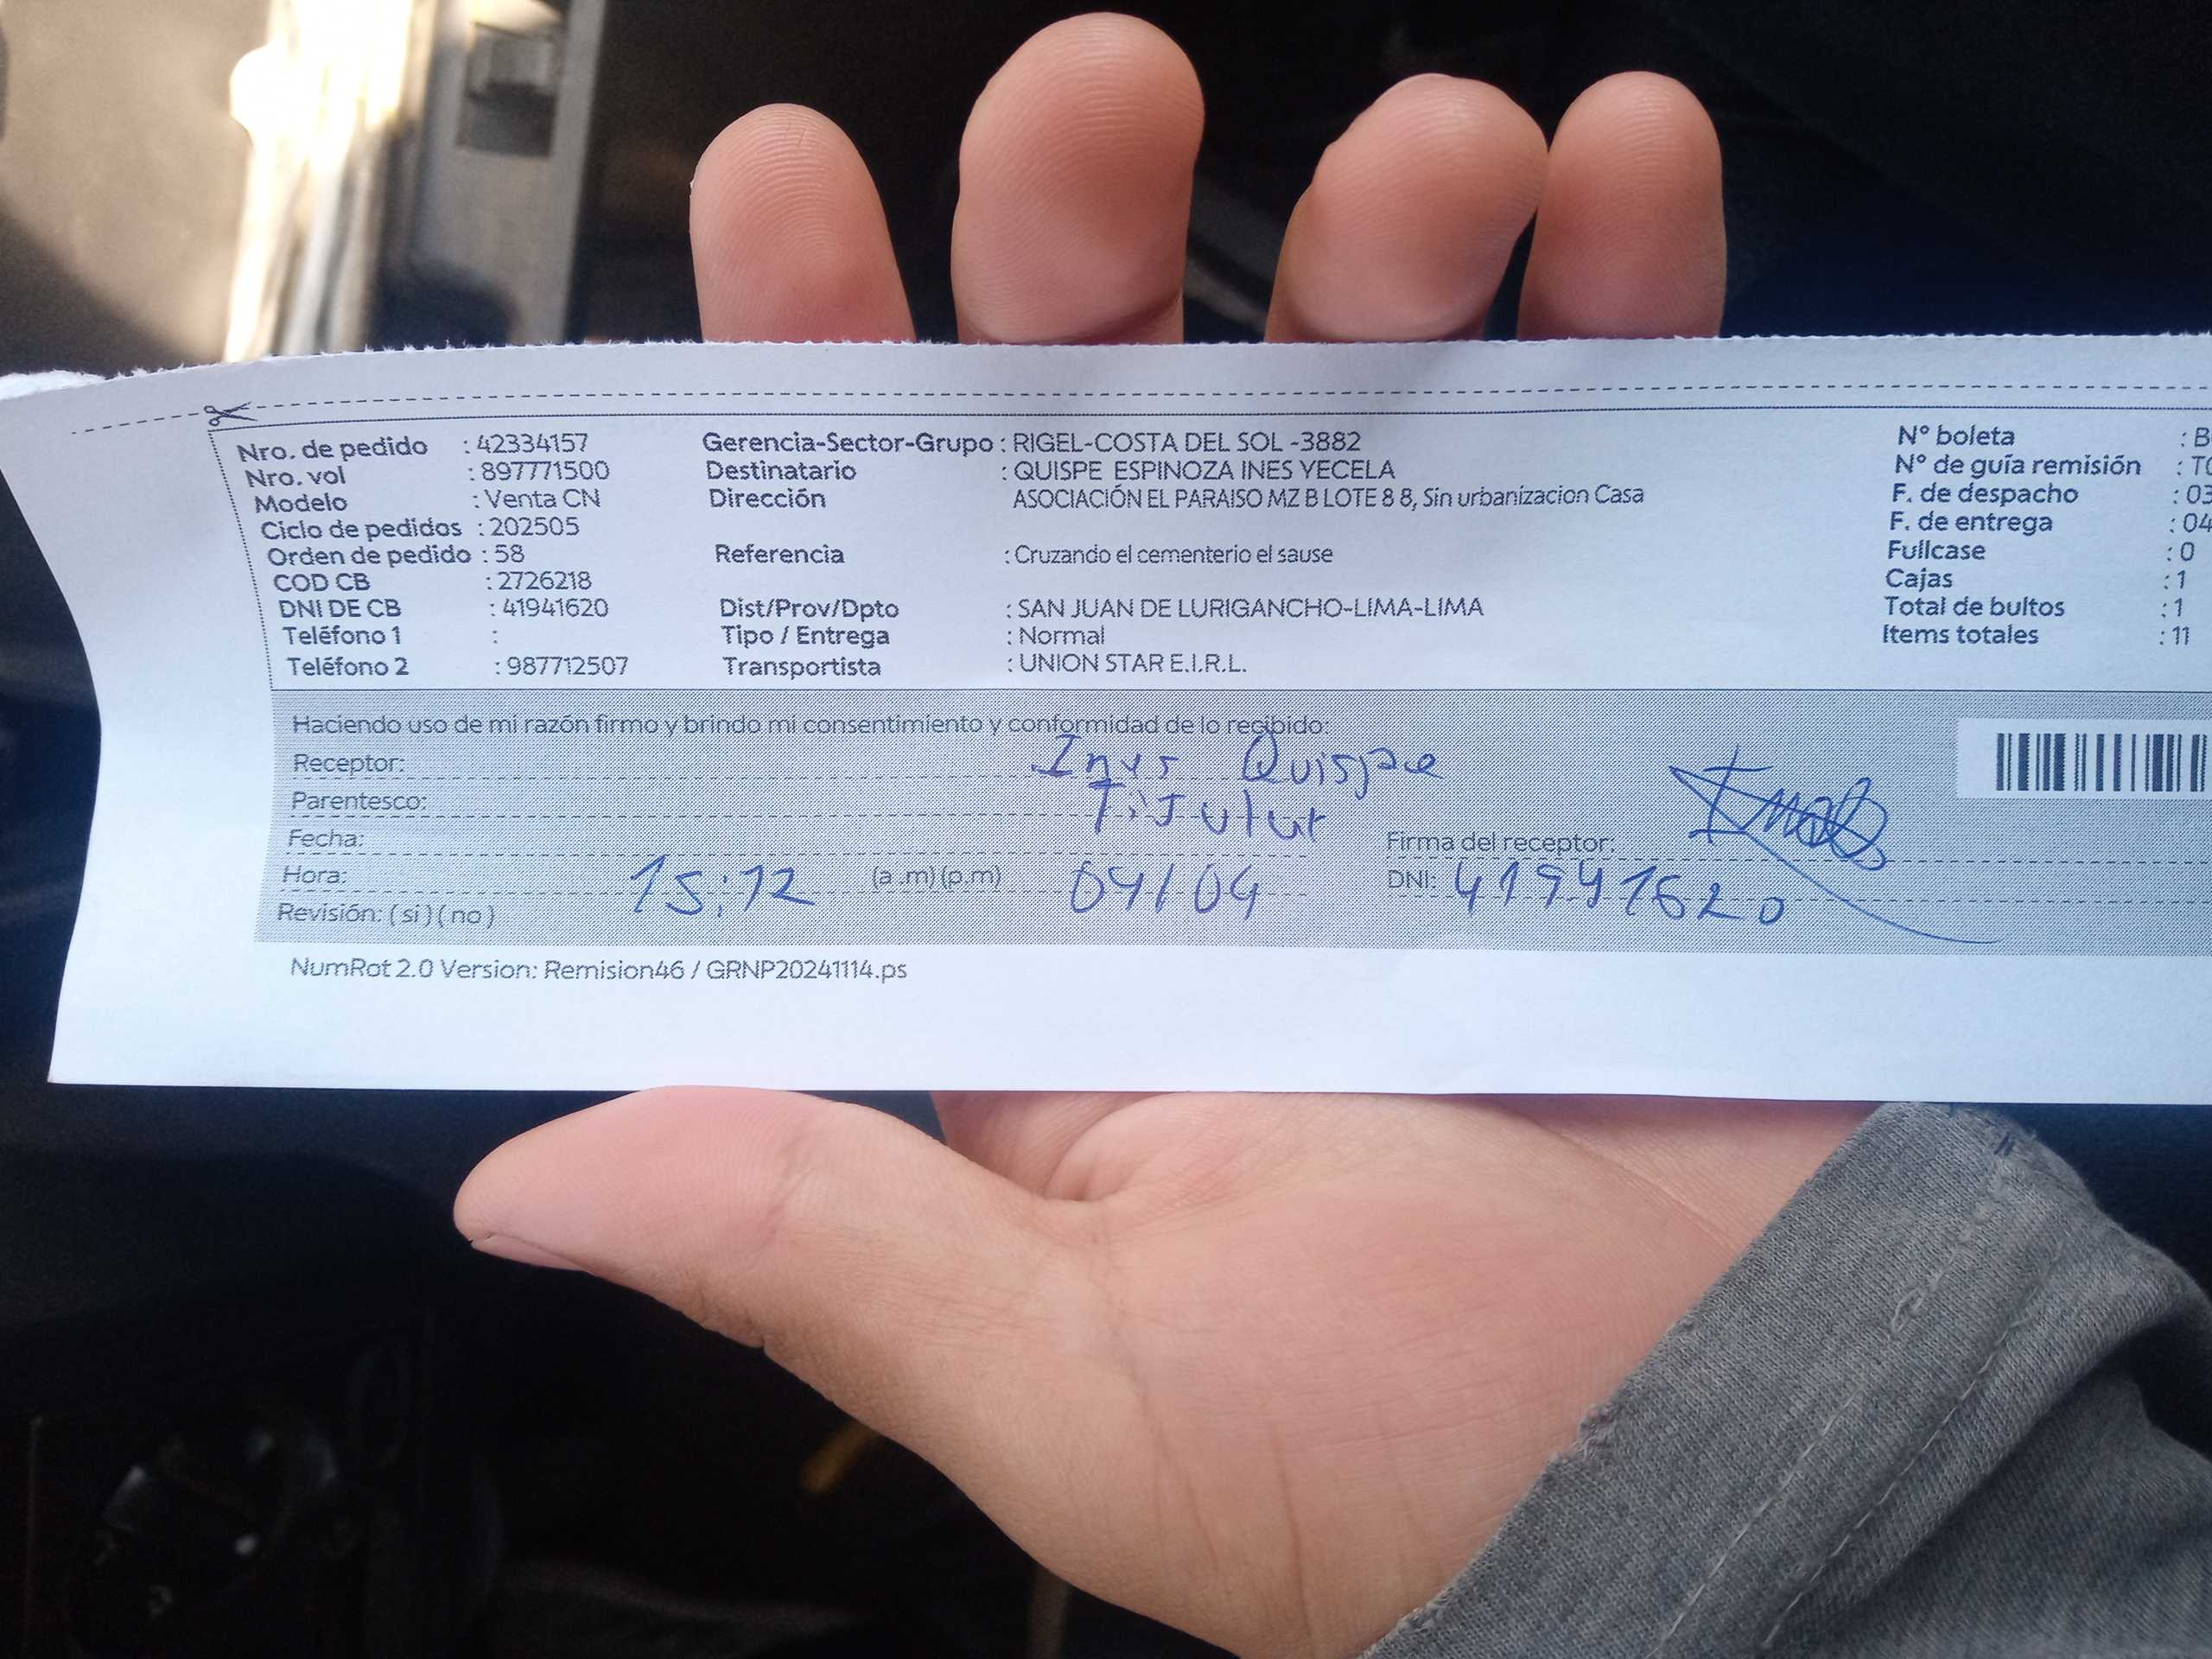 Nro. de pedido : 42334157 Gerencia-Sector-Grupo : RIGEL-COSTA DEL SOL -3882 N° boleta : B
Nro. vol : 897771500 Destinatario : QUISPE ESPINOZA INES YECELA N° de guía remisión : T0
Modelo : Venta CN Dirección ASOCIACIÓN EL PARAISO MZ B LOTE 8 8, Sin urbanizacion Casa F. de despacho : 03
Ciclo de pedidos : 202505 F. de entrega : 04
Orden de pedido : 58 Referencia : Cruzando el cementerio el sause Fullcase : 0
COD CB : 2726218 Cajas : 1
DNI DE CB : 41941620 Dist/Prov/Dpto : SAN JUAN DE LURIGANCHO-LIMA-LIMA Total de bultos : 1
Teléfono 1 : Tipo / Entrega : Normal Items totales : 11
Teléfono 2 : 987712507 Transportista : UNION STAR E.I.R.L.
Haciendo uso de mi razón firmo y brindo mi consentimiento y conformidad de lo recibido:
Receptor: Ines Quispe
Parentesco: Titular
Fecha: Firma del receptor:
Hora: 15:12 (a .m) (p.m) 04/04 DNI: 41941620
Revisión: ( si ) ( no )
NumRot 2.0 Version: Remision46 / GRNP20241114.ps